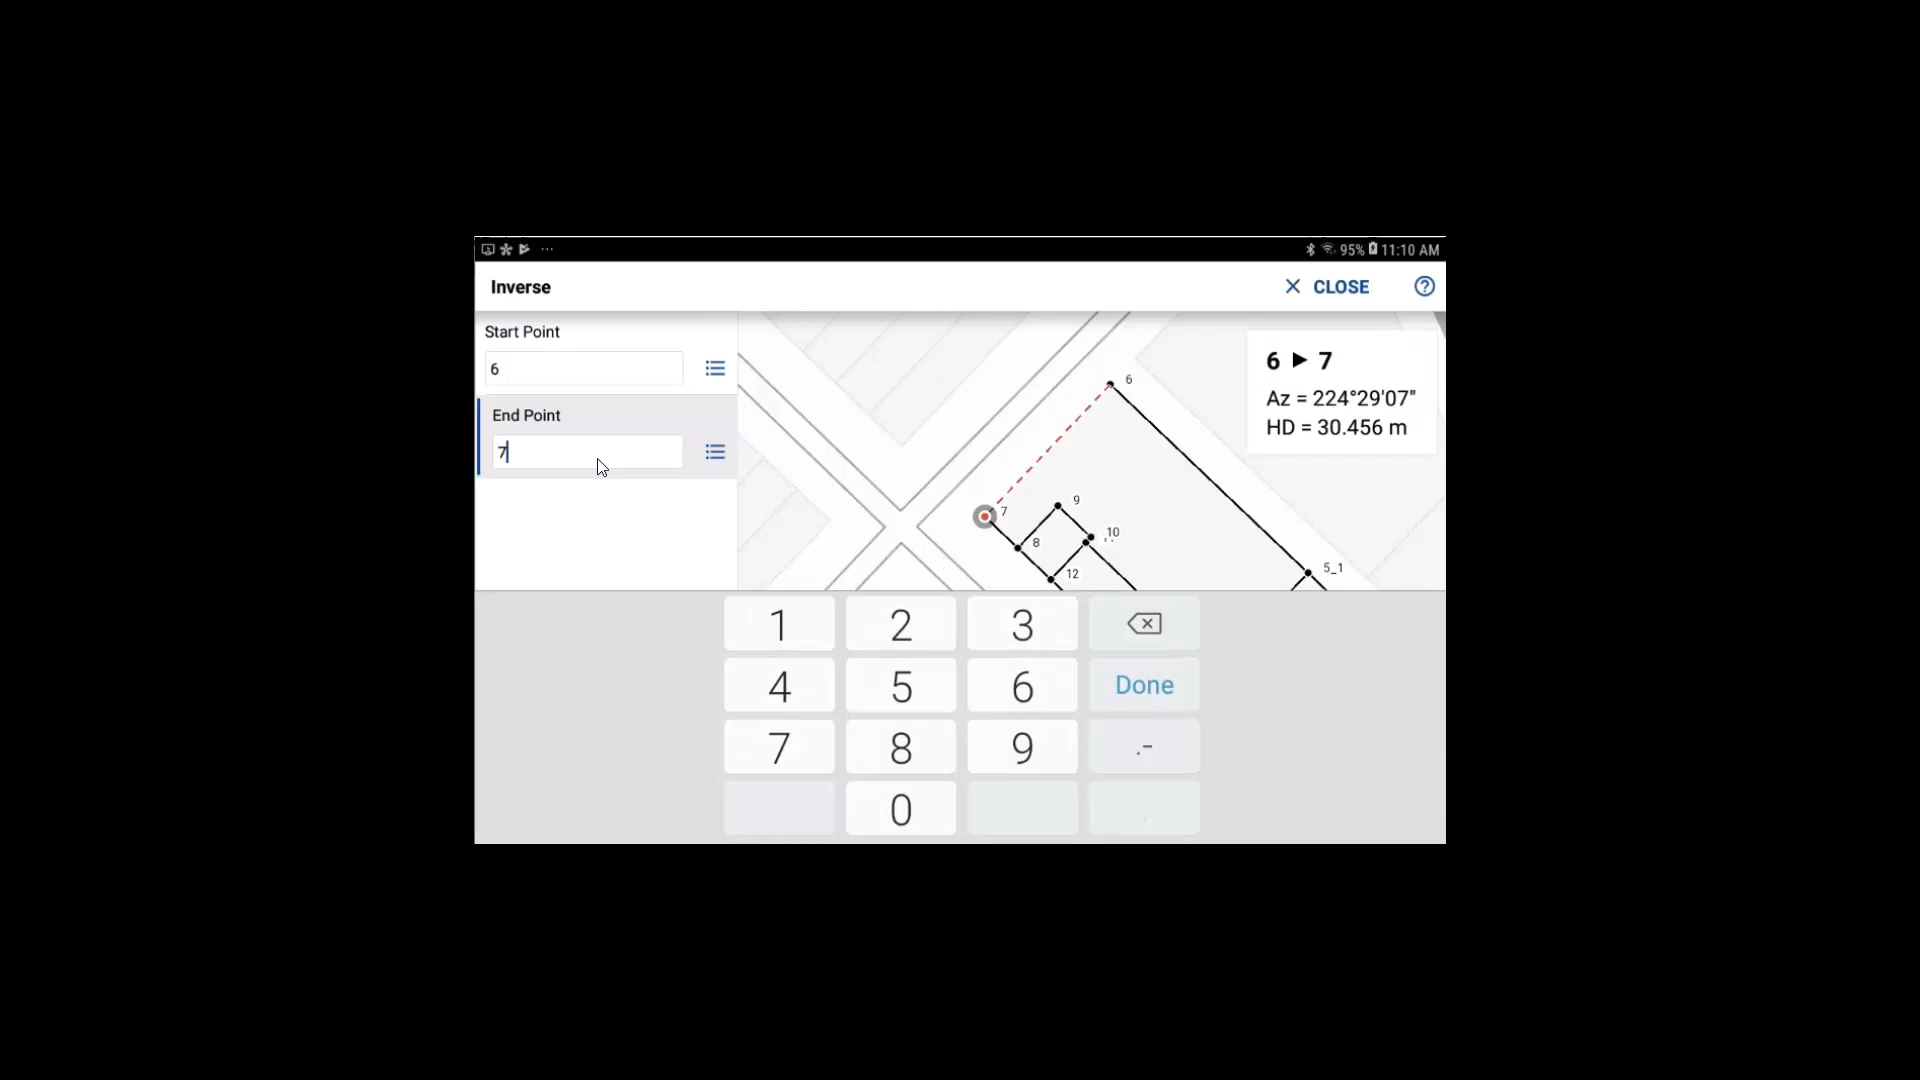 95% 11:10 AM
Inverse
CLOSE
Start Point
6
End Point
7
6 ► 7
Az = 224°29'07"
HD = 30.456 m
6
7
9
8
10
12
5_1
1 2 3
4 5 6 Done
7 8 9 .-
0